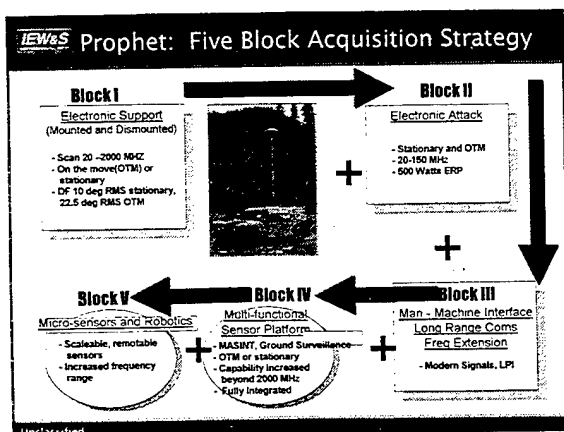 IEW&S Prophet: Five Block Acquisition Strategy
Block I
Electronic Support
(Mounted and Dismounted)
- Scan 20 -2000 MHZ
- On the move(OTM) or
stationary
- DF 10 deg RMS stationary,
22.5 deg RMS OTM
+
Block II
Electronic Attack
- Stationary and OTM
- 20-150 MHz
- 500 Watts ERP
+
Block III
Man - Machine Interface
Long Range Coms
Freq Extension
- Modern Signals, LPI
+
Block IV
Multi-functional
Sensor Platform
- MASINT, Ground Surveillance
- OTM or stationary
- Capability increased
beyond 2000 MHz
- Fully Integrated
+
Block V
Micro-sensors and Robotics
- Scaleable, remotable
sensors
- Increased frequency
range
Unclassified